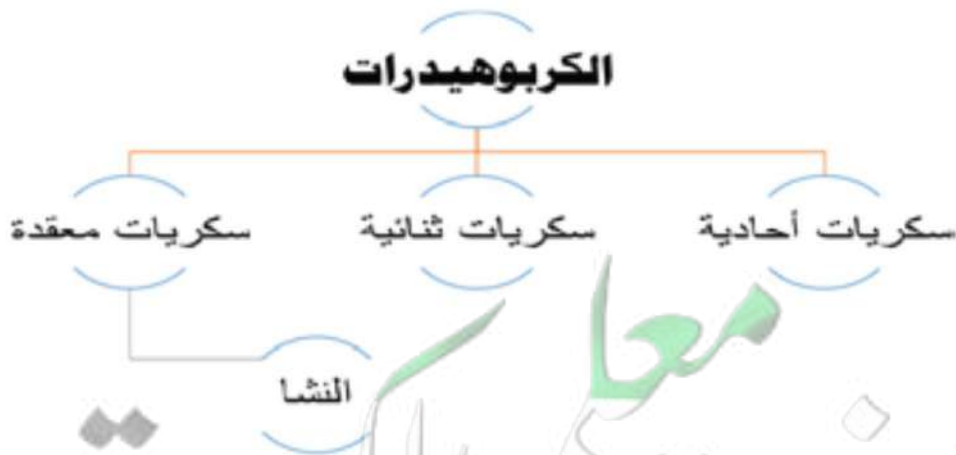 الكربوهيدرات
سكريات أحادية
سكريات ثنائية
سكريات معقدة
النشا